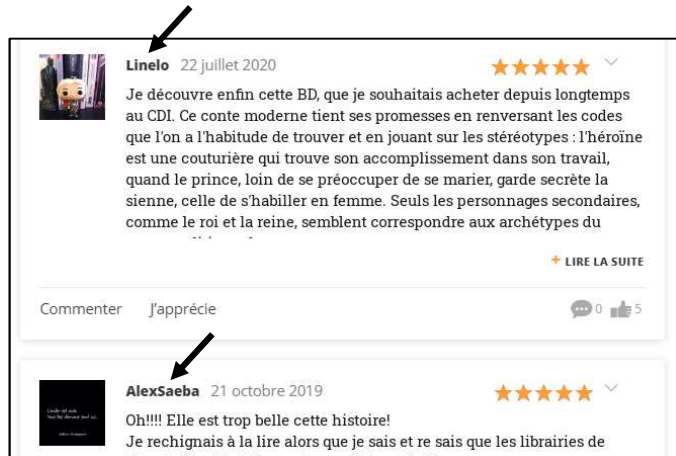 Linelo 22 juillet 2020
Je découvre enfin cette BD, que je souhaitais acheter depuis longtemps
au CDI. Ce conte moderne tient ses promesses en renversant les codes
que l'on a l'habitude de trouver et en jouant sur les stéréotypes : l'héroïne
est une couturière qui trouve son accomplissement dans son travail,
quand le prince, loin de se préoccuper de se marier, garde secrète la
sienne, celle de s'habiller en femme. Seuls les personnages secondaires,
comme le roi et la reine, semblent correspondre aux archétypes du
+ LIRE LA SUITE
Commenter J'apprécie 0 5
AlexSaeba 21 octobre 2019
Oh!!!! Elle est trop belle cette histoire!
Je rechignais à la lire alors que je sais et re sais que les librairies de